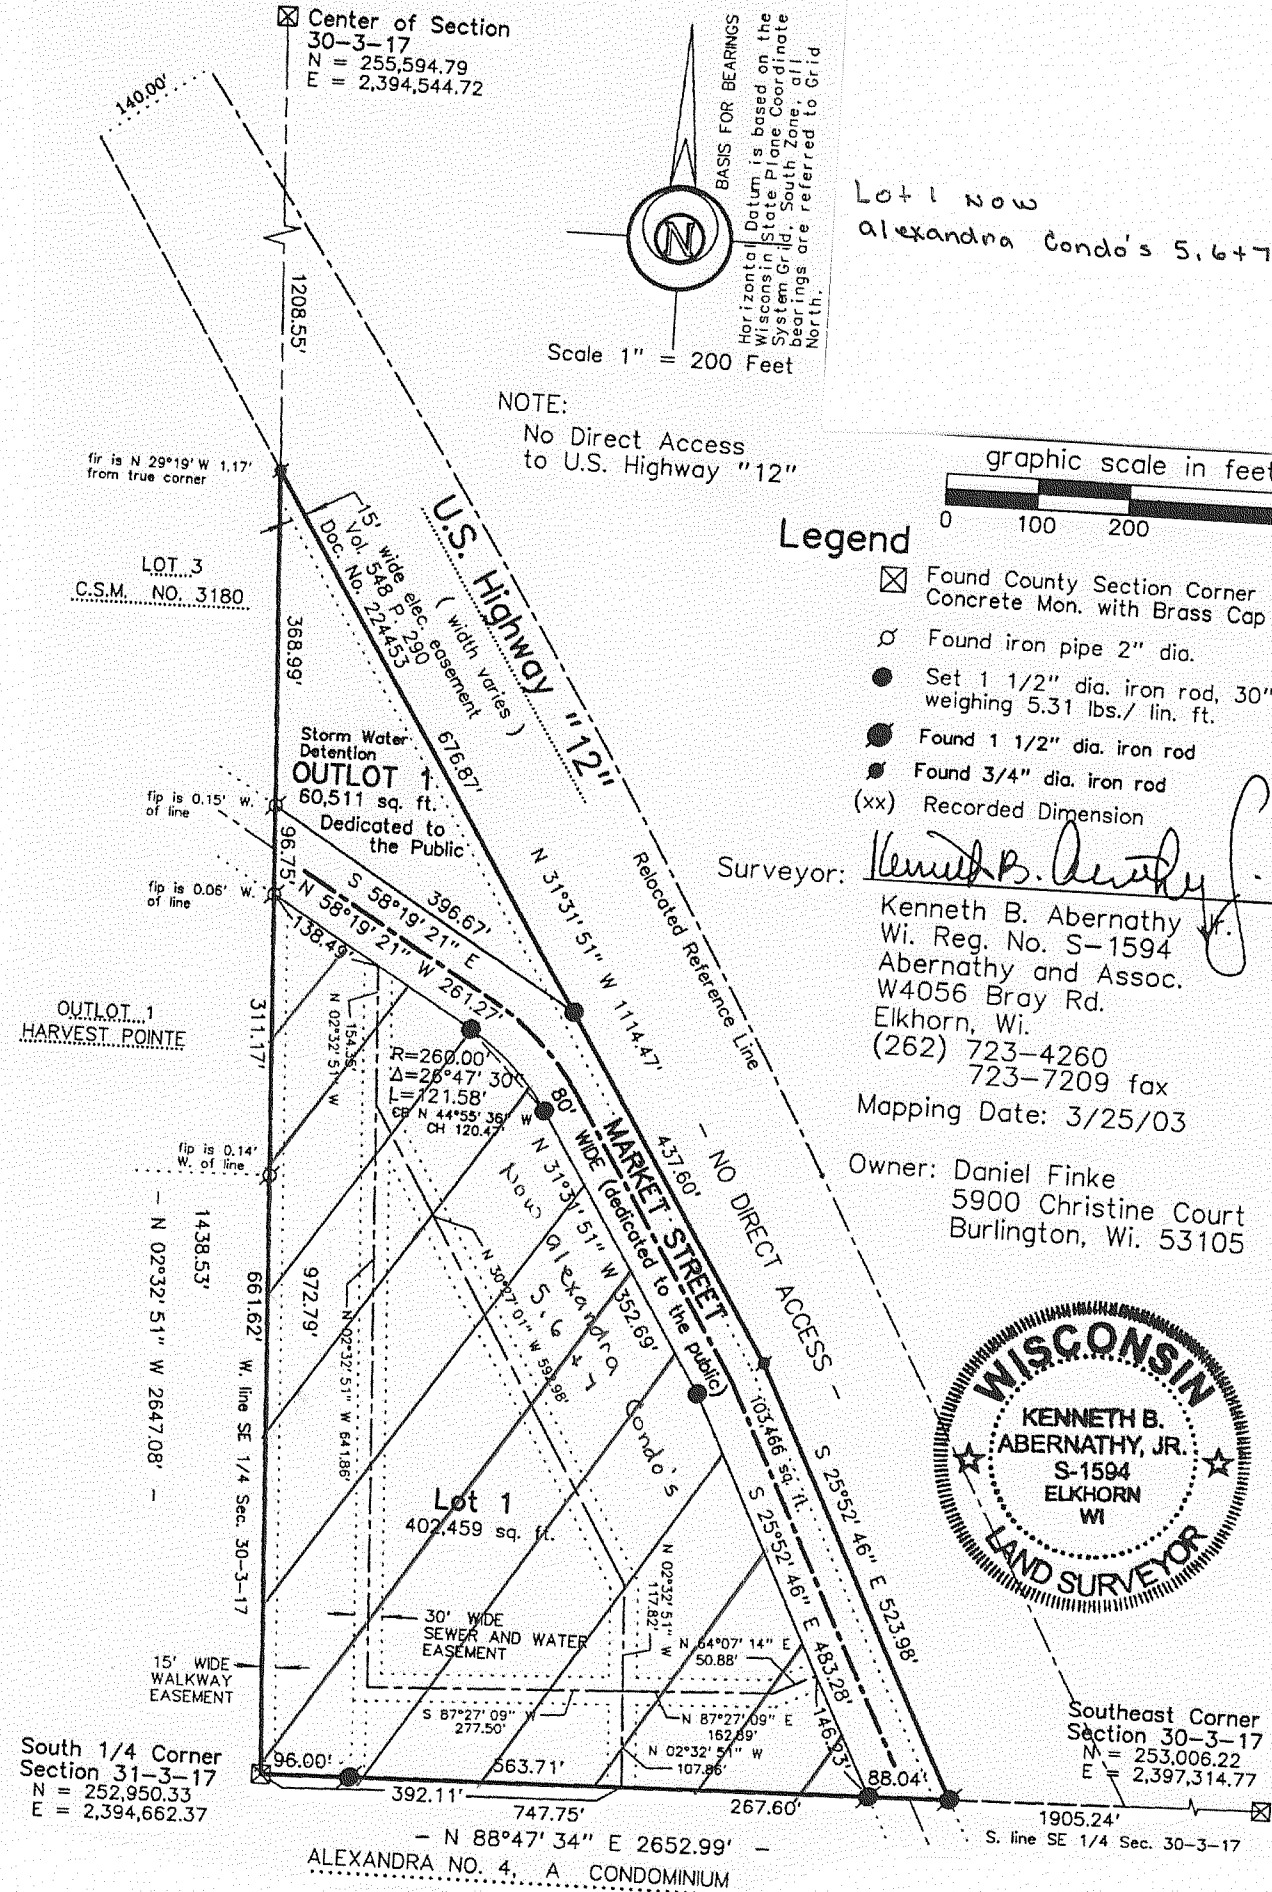 Center of Section
30-3-17
N = 255,594.79
E = 2,394,544.72
140.00'
BASIS FOR BEARINGS
Horizontal Datum is based on the
Wisconsin State Plane Coordinate
System Grid, South Zone, all
bearings are referred to Grid
North.
N
Scale 1" = 200 Feet
Lot 1 NOW
alexandria Condo's 5, 6+7
1208.55'
NOTE:
No Direct Access
to U.S. Highway "12"
graphic scale in feet
0 100 200
fir is N 29°19' W 1.17'
from true corner
LOT 3
C.S.M. NO. 3180
15' wide elec. easement
Vol. 548 P. 290
Doc. No. 224453
U.S. Highway "12"
( width varies )
Legend
Found County Section Corner
Concrete Mon. with Brass Cap
Found iron pipe 2" dia.
Set 1 1/2" dia. iron rod, 30"
weighing 5.31 lbs./ lin. ft.
Found 1 1/2" dia. iron rod
Found 3/4" dia. iron rod
(xx) Recorded Dimension
368.99'
676.87'
Storm Water
Detention
OUTLOT 1
60,511 sq. ft.
Dedicated to
the Public
fip is 0.15' W.
of line
96.75'
fip is 0.06' W.
of line
S 58°19'21" E
396.67'
N 58°19'21" W 261.27'
138.49'
N 31°31'51" W 1114.47'
Relocated Reference Line
Surveyor: Kenneth B. Abernathy Jr.
Kenneth B. Abernathy Jr.
Wi. Reg. No. S-1594
Abernathy and Assoc.
W4056 Bray Rd.
Elkhorn, Wi.
(262) 723-4260
723-7209 fax
Mapping Date: 3/25/03
Owner: Daniel Finke
5900 Christine Court
Burlington, Wi. 53105
OUTLOT 1
HARVEST POINTE
311.17'
N 02°32'51" W
154.35'
R=260.00'
Δ=26°47'30"
L=121.58'
CB N 44°55'36" W
CH 120.47'
80' WIDE (dedicated to the public)
MARKET STREET
437.60'
- NO DIRECT ACCESS -
fip is 0.14'
W. of line
- N 02°32'51" W 2647.08' -
1438.53'
661.62' W. line SE 1/4 Sec. 30-3-17
972.79'
N 02°32'51" W 641.86'
N 30°27'01" W 592.98'
N 31°31'51" W 352.69'
Now alexandria
5, 6 + 7
Condo's
103,466 sq. ft.
S 25°52'46" E 523.98'
S 25°52'46" E 483.28'
Lot 1
402,459 sq. ft.
WISCONSIN
KENNETH B.
ABERNATHY, JR.
S-1594
ELKHORN
WI
LAND SURVEYOR
N 02°32'51" W
117.82'
30' WIDE
SEWER AND WATER
EASEMENT
N 64°07'14" E
50.88'
15' WIDE
WALKWAY
EASEMENT
S 87°27'09" W
277.50'
N 87°27'09" E
162.89'
N 02°32'51" W
107.86'
146.23'
South 1/4 Corner
Section 31-3-17
N = 252,950.33
E = 2,394,662.37
Southeast Corner
Section 30-3-17
N = 253,006.22
E = 2,397,314.77
96.00'
563.71'
88.04'
392.11'
747.75'
267.60'
1905.24'
S. line SE 1/4 Sec. 30-3-17
- N 88°47'34" E 2652.99' -
ALEXANDRA NO. 4, A CONDOMINIUM